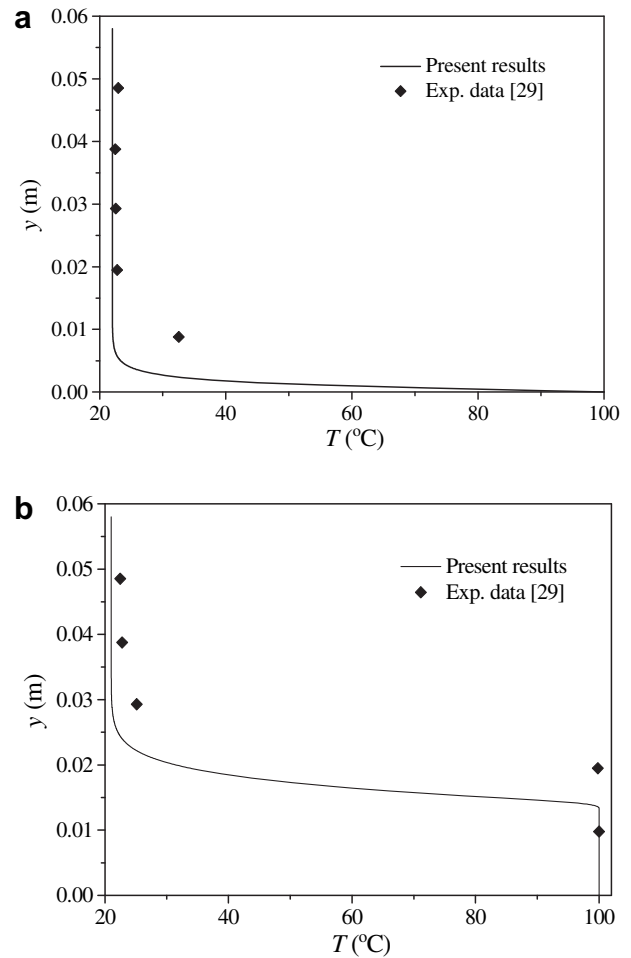 a
0.06
0.05
0.04
0.03
0.02
0.01
0.00
y (m)
Present results
Exp. data [29]
20 40 60 80 100
T (°C)
b
0.06
0.05
0.04
0.03
0.02
0.01
0.00
y (m)
Present results
Exp. data [29]
20 40 60 80 100
T (°C)